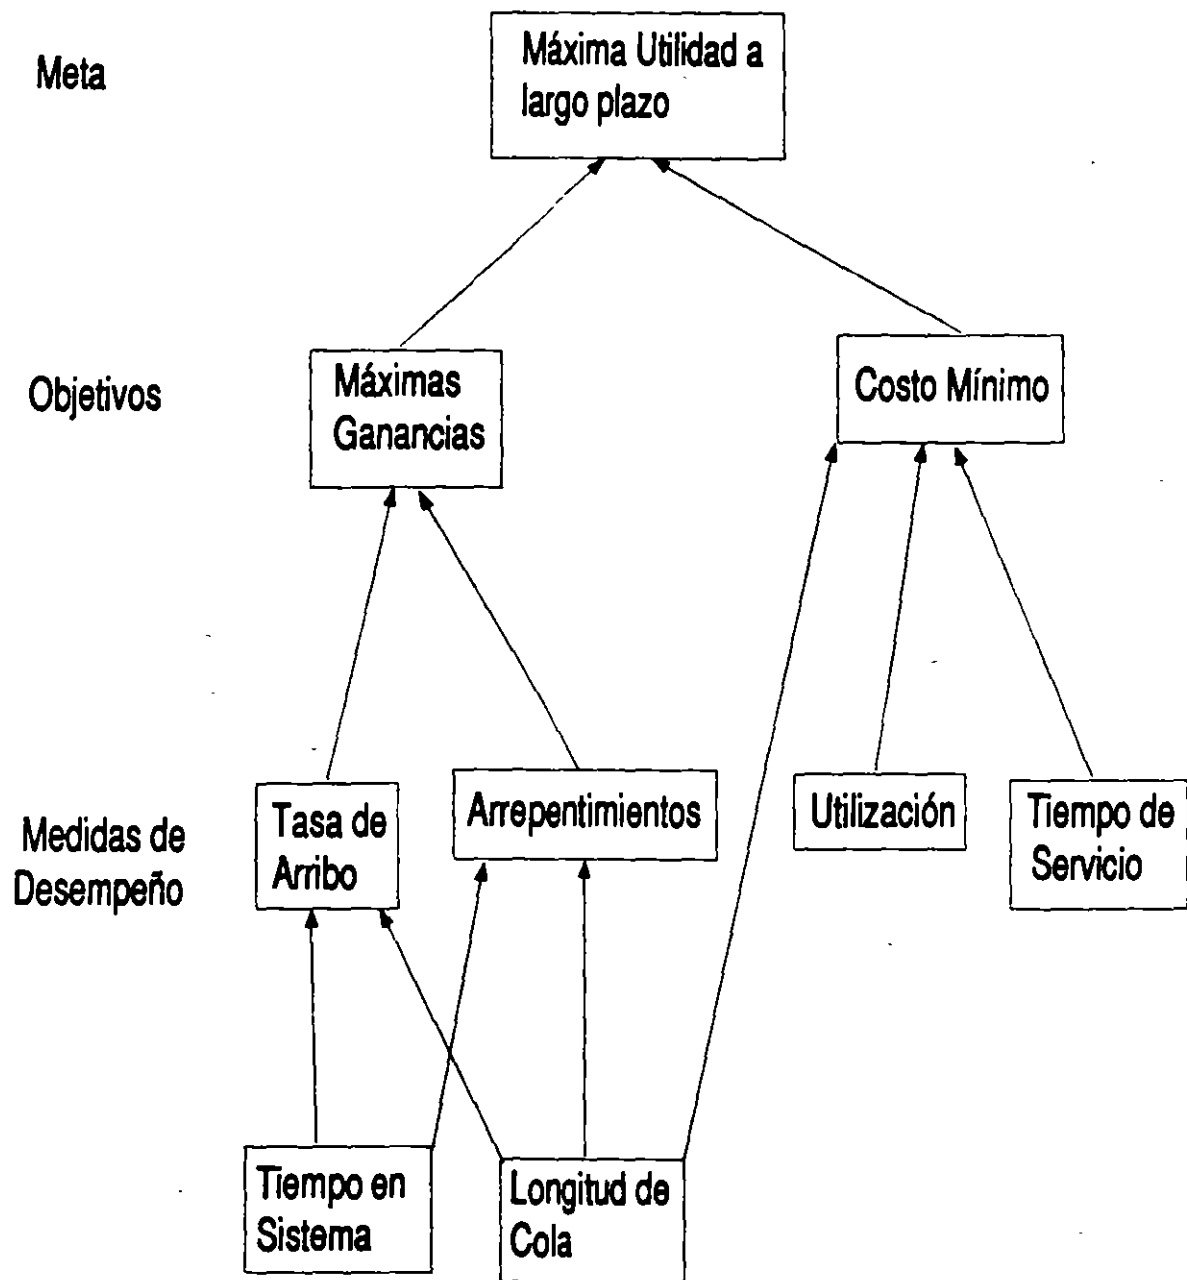 Meta
Máxima Utilidad a
largo plazo
Objetivos
Máximas
Ganancias
Costo Mínimo
Medidas de
Desempeño
Tasa de
Arribo
Arrepentimientos
Utilización
Tiempo de
Servicio
Tiempo en
Sistema
Longitud de
Cola